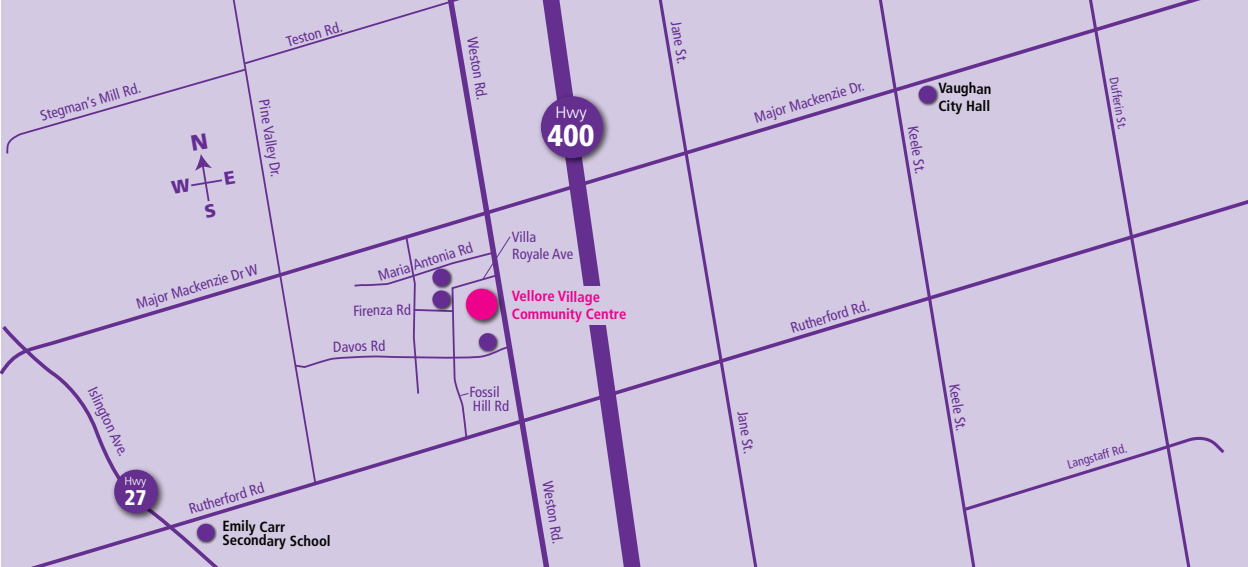 Teston Rd.
Stegman's Mill Rd.
Pine Valley Dr.
Weston Rd.
Hwy
400
Jane St.
Major Mackenzie Dr.
Vaughan
City Hall
Keele St.
Dufferin St.
N
W
E
S
Major Mackenzie Dr W
Maria Antonia Rd
Villa
Royale Ave
Firenza Rd
Vellore Village
Community Centre
Davos Rd
Fossil
Hill Rd
Rutherford Rd.
Islington Ave.
Hwy
27
Rutherford Rd
Emily Carr
Secondary School
Weston Rd.
Jane St.
Keele St.
Langstaff Rd.